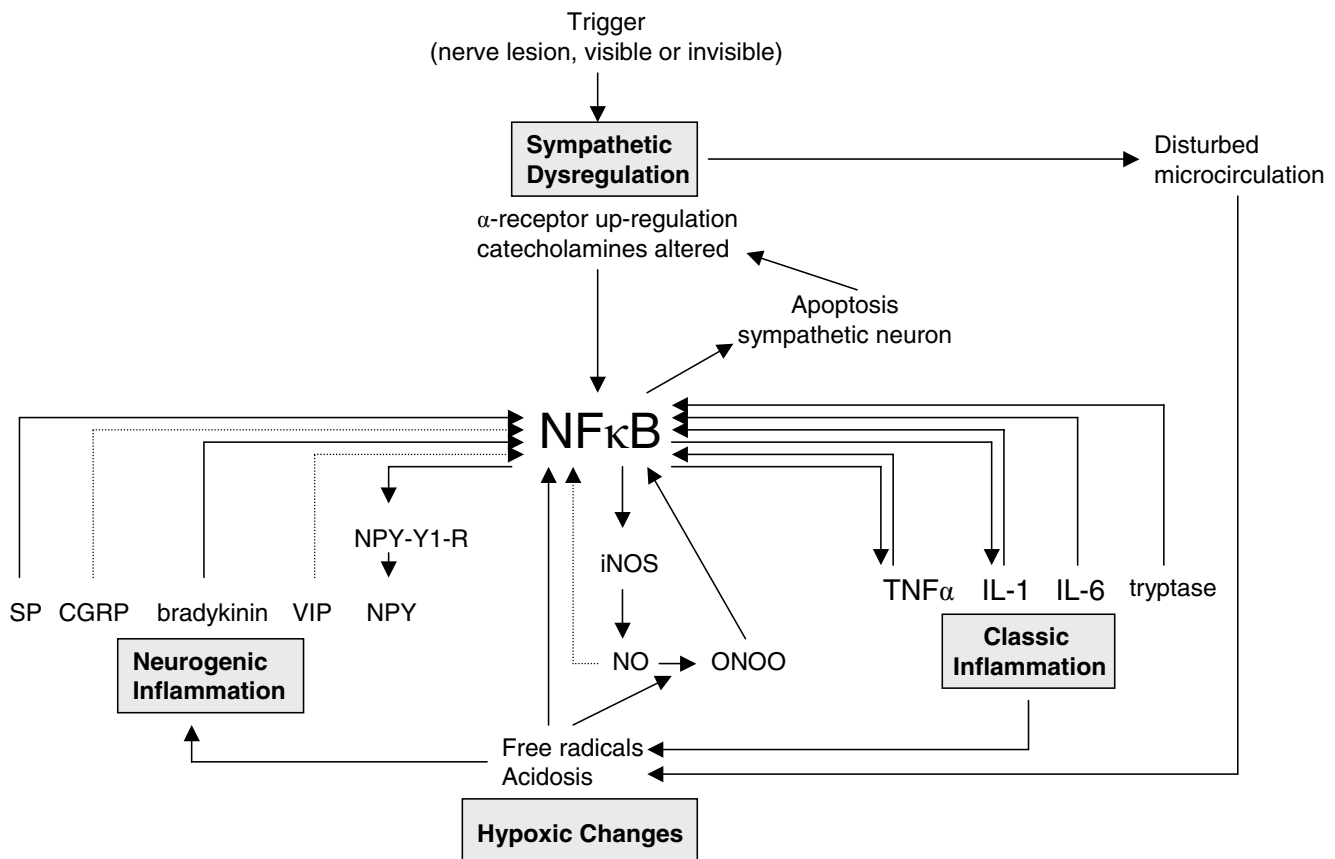 Trigger
(nerve lesion, visible or invisible)
Sympathetic
Dysregulation
Disturbed
microcirculation
α-receptor up-regulation
catecholamines altered
Apoptosis
sympathetic neuron
NFκB
NPY-Y1-R
iNOS
SP
CGRP
bradykinin
VIP
NPY
TNFα
IL-1
IL-6
tryptase
Neurogenic
Inflammation
NO
ONOO
Classic
Inflammation
Free radicals
Acidosis
Hypoxic Changes